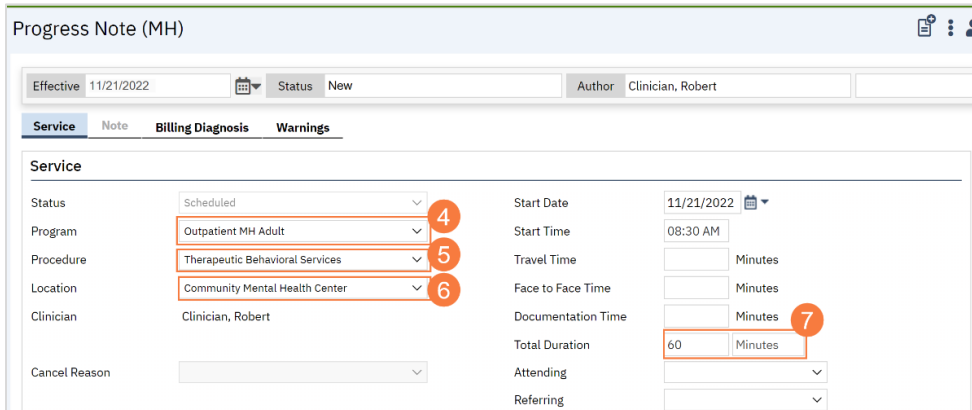 Progress Note (MH)
Effective 11/21/2022 Status New Author Clinician, Robert
Service Note Billing Diagnosis Warnings
Service
Status Scheduled Start Date 11/21/2022
4
Program Outpatient MH Adult Start Time 08:30 AM
5
Procedure Therapeutic Behavioral Services Travel Time Minutes
6
Location Community Mental Health Center Face to Face Time Minutes
Clinician Clinician, Robert Documentation Time Minutes
7
Total Duration 60 Minutes
Cancel Reason Attending
Referring